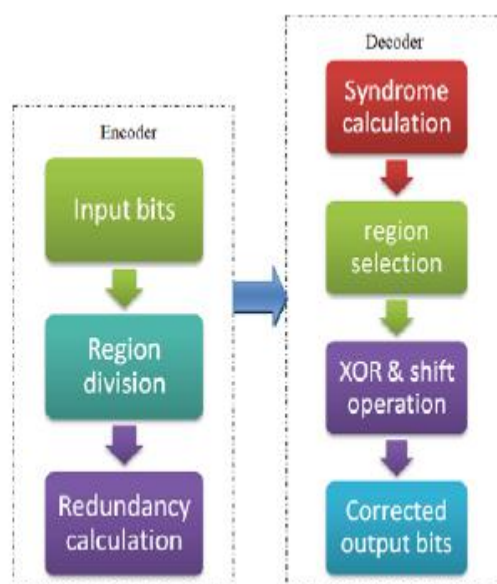 Encoder
Input bits
Region
division
Redundancy
calculation
Decoder
Syndrome
calculation
region
selection
XOR & shift
operation
Corrected
output bits